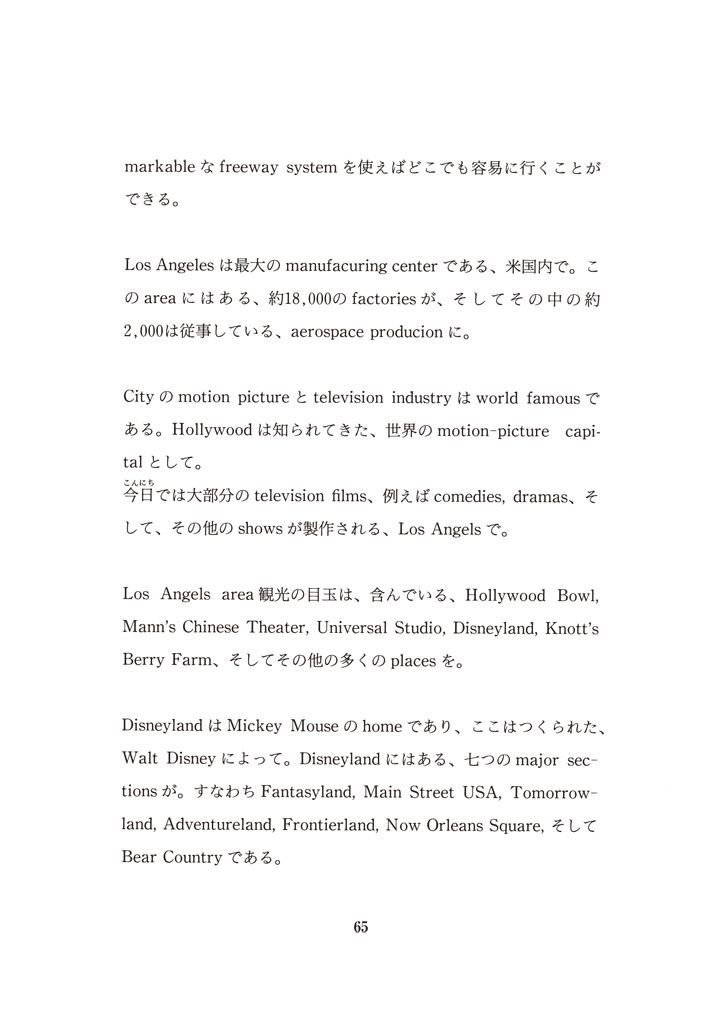 markable な freeway system を使えばどこでも容易に行くことが
できる。
Los Angeles は最大の manufacuring center である、米国内で。こ
の area にはある、約18,000の factories が、そしてその中の約
2,000は従事している、aerospace producion に。
City の motion picture と television industry は world famous で
ある。Hollywood は知られてきた、世界の motion-picture capi-
tal として。
こんにち
今日では大部分の television films、例えば comedies, dramas、そ
して、その他の shows が製作される、Los Angels で。
Los Angels area 観光の目玉は、含んでいる、Hollywood Bowl,
Mann's Chinese Theater, Universal Studio, Disneyland, Knott's
Berry Farm、そしてその他の多くの places を。
Disneyland は Mickey Mouse の home であり、ここはつくられた、
Walt Disney によって。Disneyland にはある、七つの major sec-
tions が。すなわち Fantasyland, Main Street USA, Tomorrow-
land, Adventureland, Frontierland, Now Orleans Square, そして
Bear Country である。
65